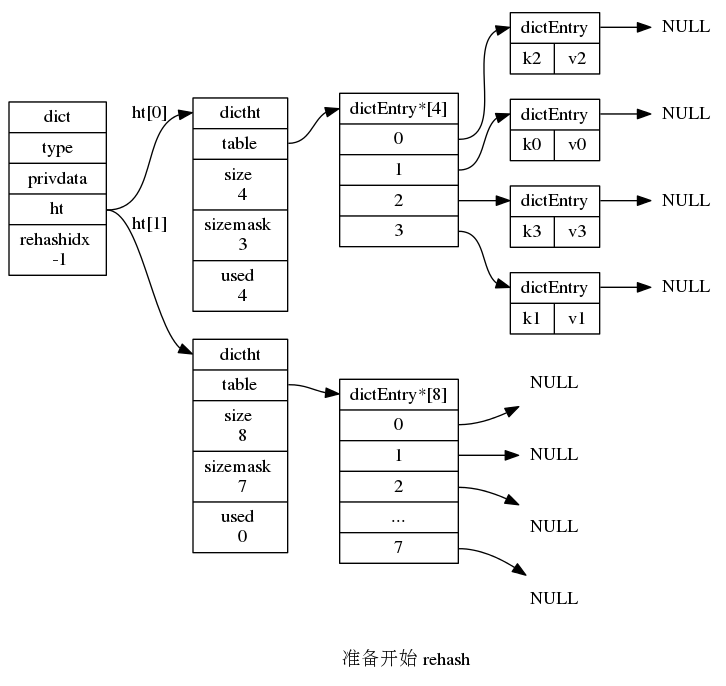 dict
type
privdata
ht
rehashidx
-1
ht[0]
ht[1]
dictht
table
size
4
sizemask
3
used
4
dictEntry*[4]
0
1
2
3
dictEntry
k2 v2
NULL
dictEntry
k0 v0
NULL
dictEntry
k3 v3
NULL
dictEntry
k1 v1
NULL
dictht
table
size
8
sizemask
7
used
0
dictEntry*[8]
0
1
2
...
7
NULL
NULL
NULL
NULL
准备开始 rehash